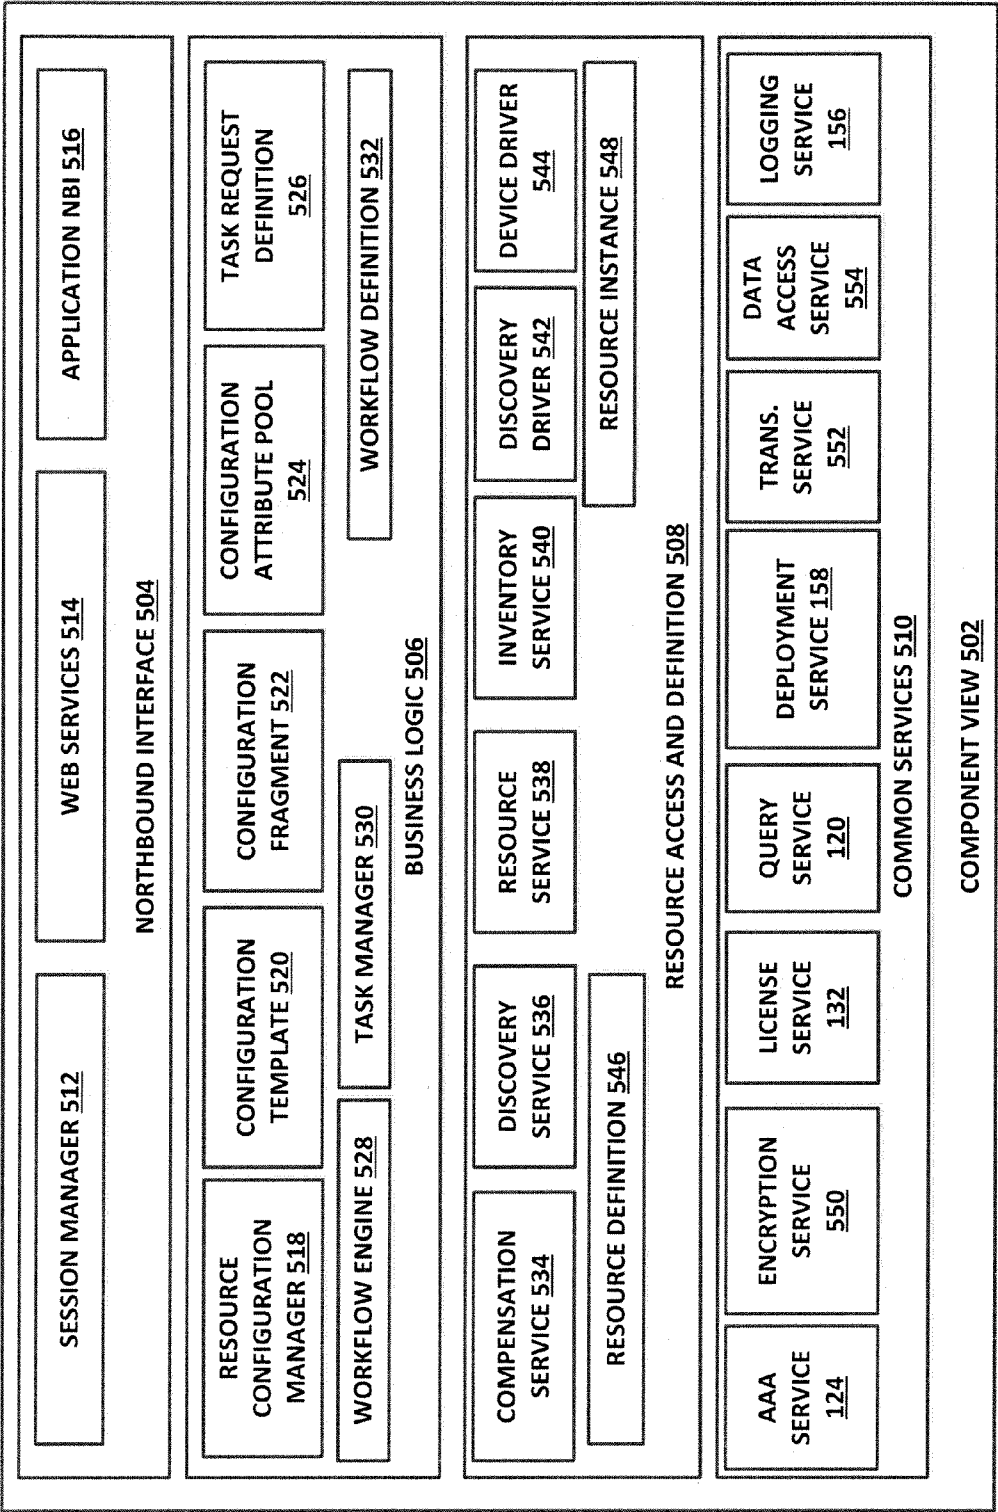 SESSION MANAGER 512
WEB SERVICES 514
APPLICATION NBI 516
NORTHBOUND INTERFACE 504
RESOURCE
CONFIGURATION
MANAGER 518
CONFIGURATION
TEMPLATE 520
CONFIGURATION
FRAGMENT 522
CONFIGURATION
ATTRIBUTE POOL
524
TASK REQUEST
DEFINITION
526
WORKFLOW ENGINE 528
TASK MANAGER 530
WORKFLOW DEFINITION 532
BUSINESS LOGIC 506
COMPENSATION
SERVICE 534
DISCOVERY
SERVICE 536
RESOURCE
SERVICE 538
INVENTORY
SERVICE 540
DISCOVERY
DRIVER 542
DEVICE DRIVER
544
RESOURCE DEFINITION 546
RESOURCE INSTANCE 548
RESOURCE ACCESS AND DEFINITION 508
AAA
SERVICE
124
ENCRYPTION
SERVICE
550
LICENSE
SERVICE
132
QUERY
SERVICE
120
DEPLOYMENT
SERVICE 158
TRANS.
SERVICE
552
DATA
ACCESS
SERVICE
554
LOGGING
SERVICE
156
COMMON SERVICES 510
COMPONENT VIEW 502